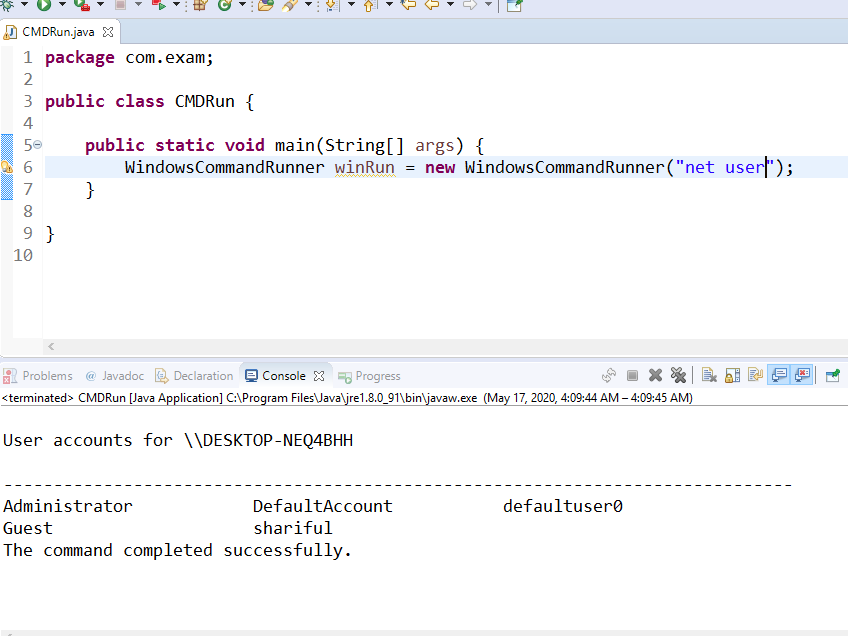 CMDRun.java
1 package com.exam;
2
3 public class CMDRun {
4
5 public static void main(String[] args) {
6 WindowsCommandRunner winRun = new WindowsCommandRunner("net user");
7 }
8
9 }
10
Problems @ Javadoc Declaration Console Progress
<terminated> CMDRun [Java Application] C:\Program Files\Java\jre1.8.0_91\bin\javaw.exe (May 17, 2020, 4:09:44 AM – 4:09:45 AM)
User accounts for \\DESKTOP-NEQ4BHH
-------------------------------------------------------------------------------
Administrator DefaultAccount defaultuser0
Guest shariful
The command completed successfully.